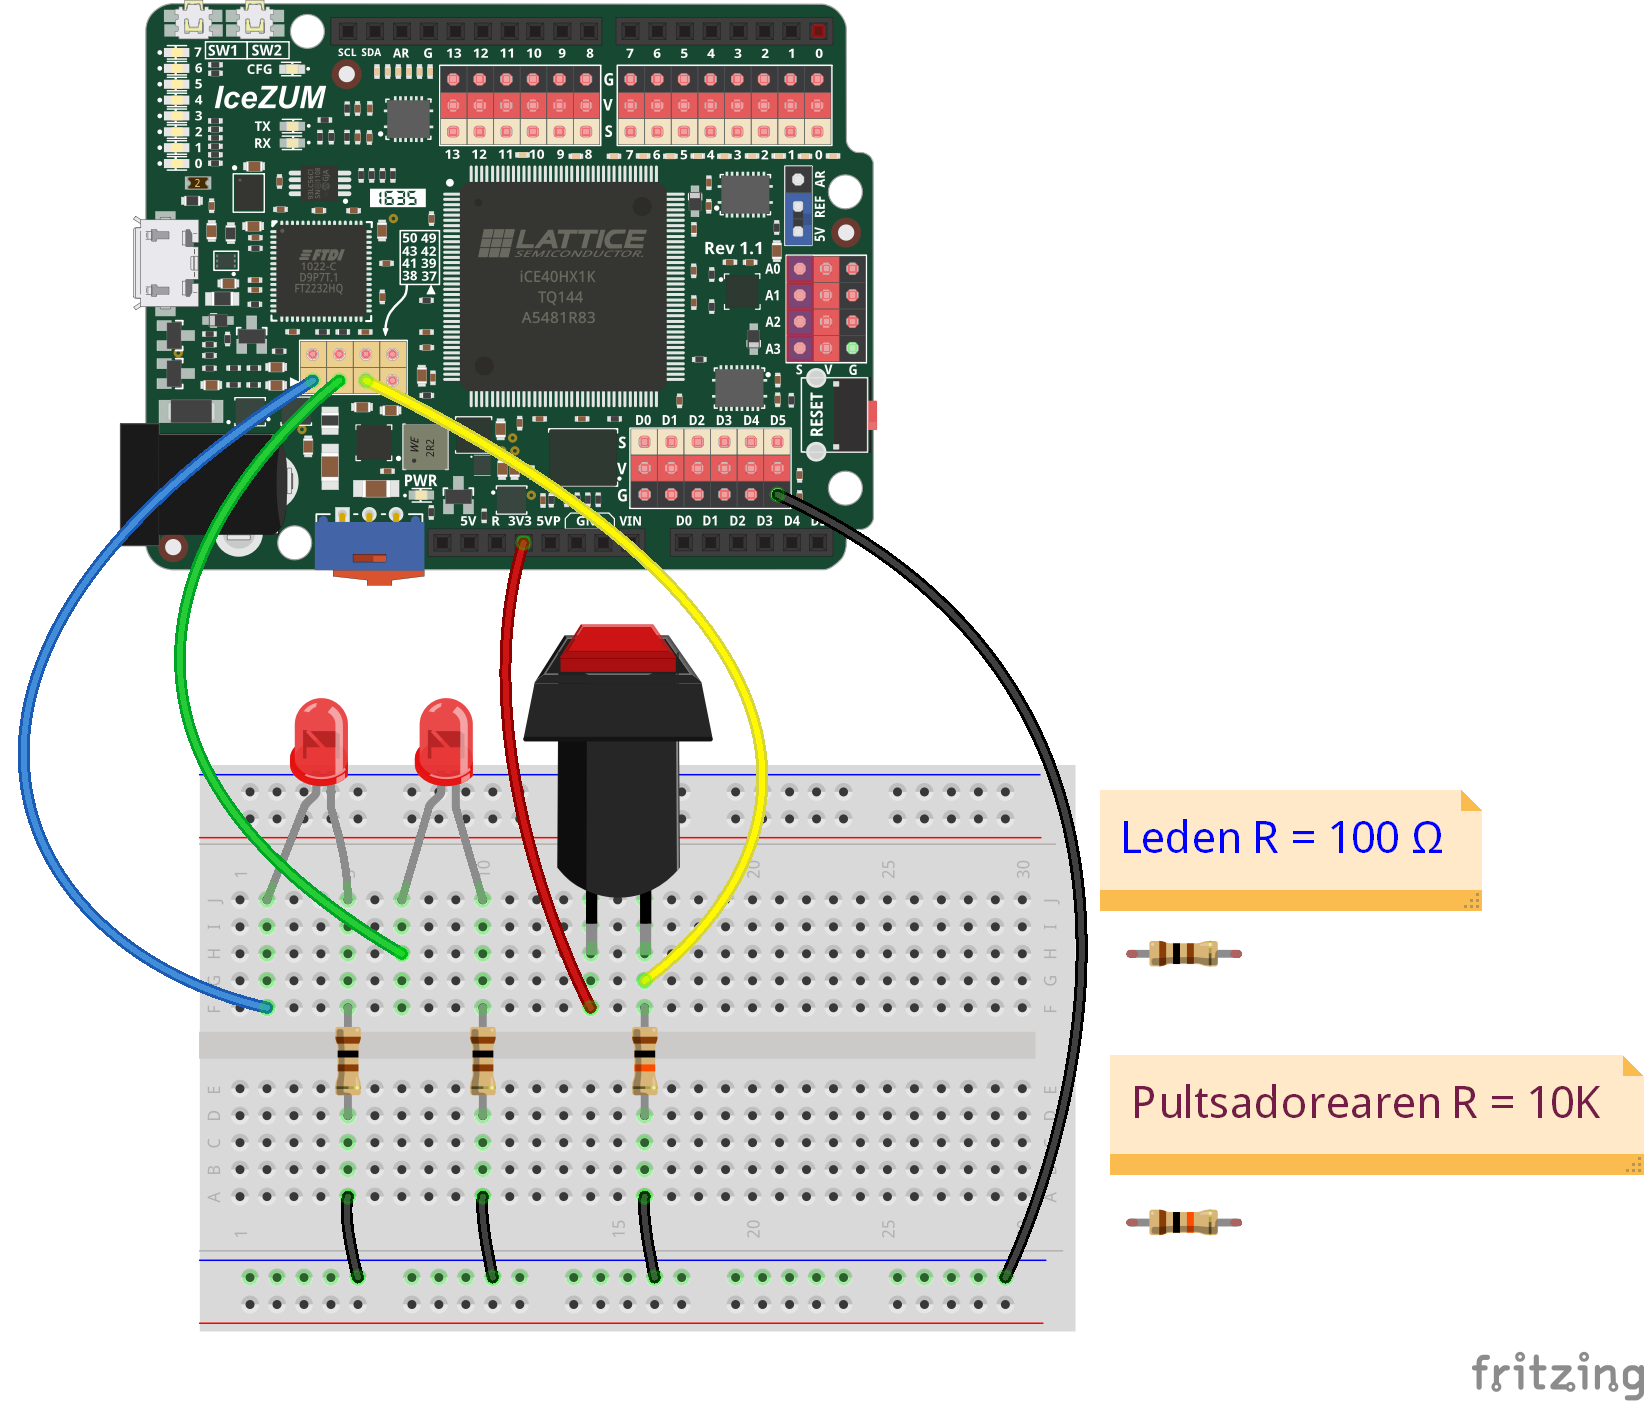 SCL SDA AR G 13 12 11 10 9 8 7 6 5 4 3 2 1 0
SW1 SW2
7
6
5
4
3
2
1
0
CFG
IceZUM
TX
RX
G
V
S
13 12 11 10 9 8 7 6 5 4 3 2 1 0
1635
AR
REF
5V
FTDI
1022-C
D9P7T.1
FT2232HQ
50 49
43 42
41 39
38 37
LATTICE
SEMICONDUCTOR.
iCE40HX1K
TQ144
A5481R83
Rev 1.1
A0
A1
A2
A3
S V G
RESET
D0 D1 D2 D3 D4 D5
S
V
G
WE
2R2
PWR
5V R 3V3 5VP VIN
D0 D1 D2 D3 D4
1 10 20 25 30
J J
I I
H H
G G
F F
E E
D D
C
B
A A
1 15 20 25
Leden R = 100 Ω
Pultsadorearen R = 10K
fritzing